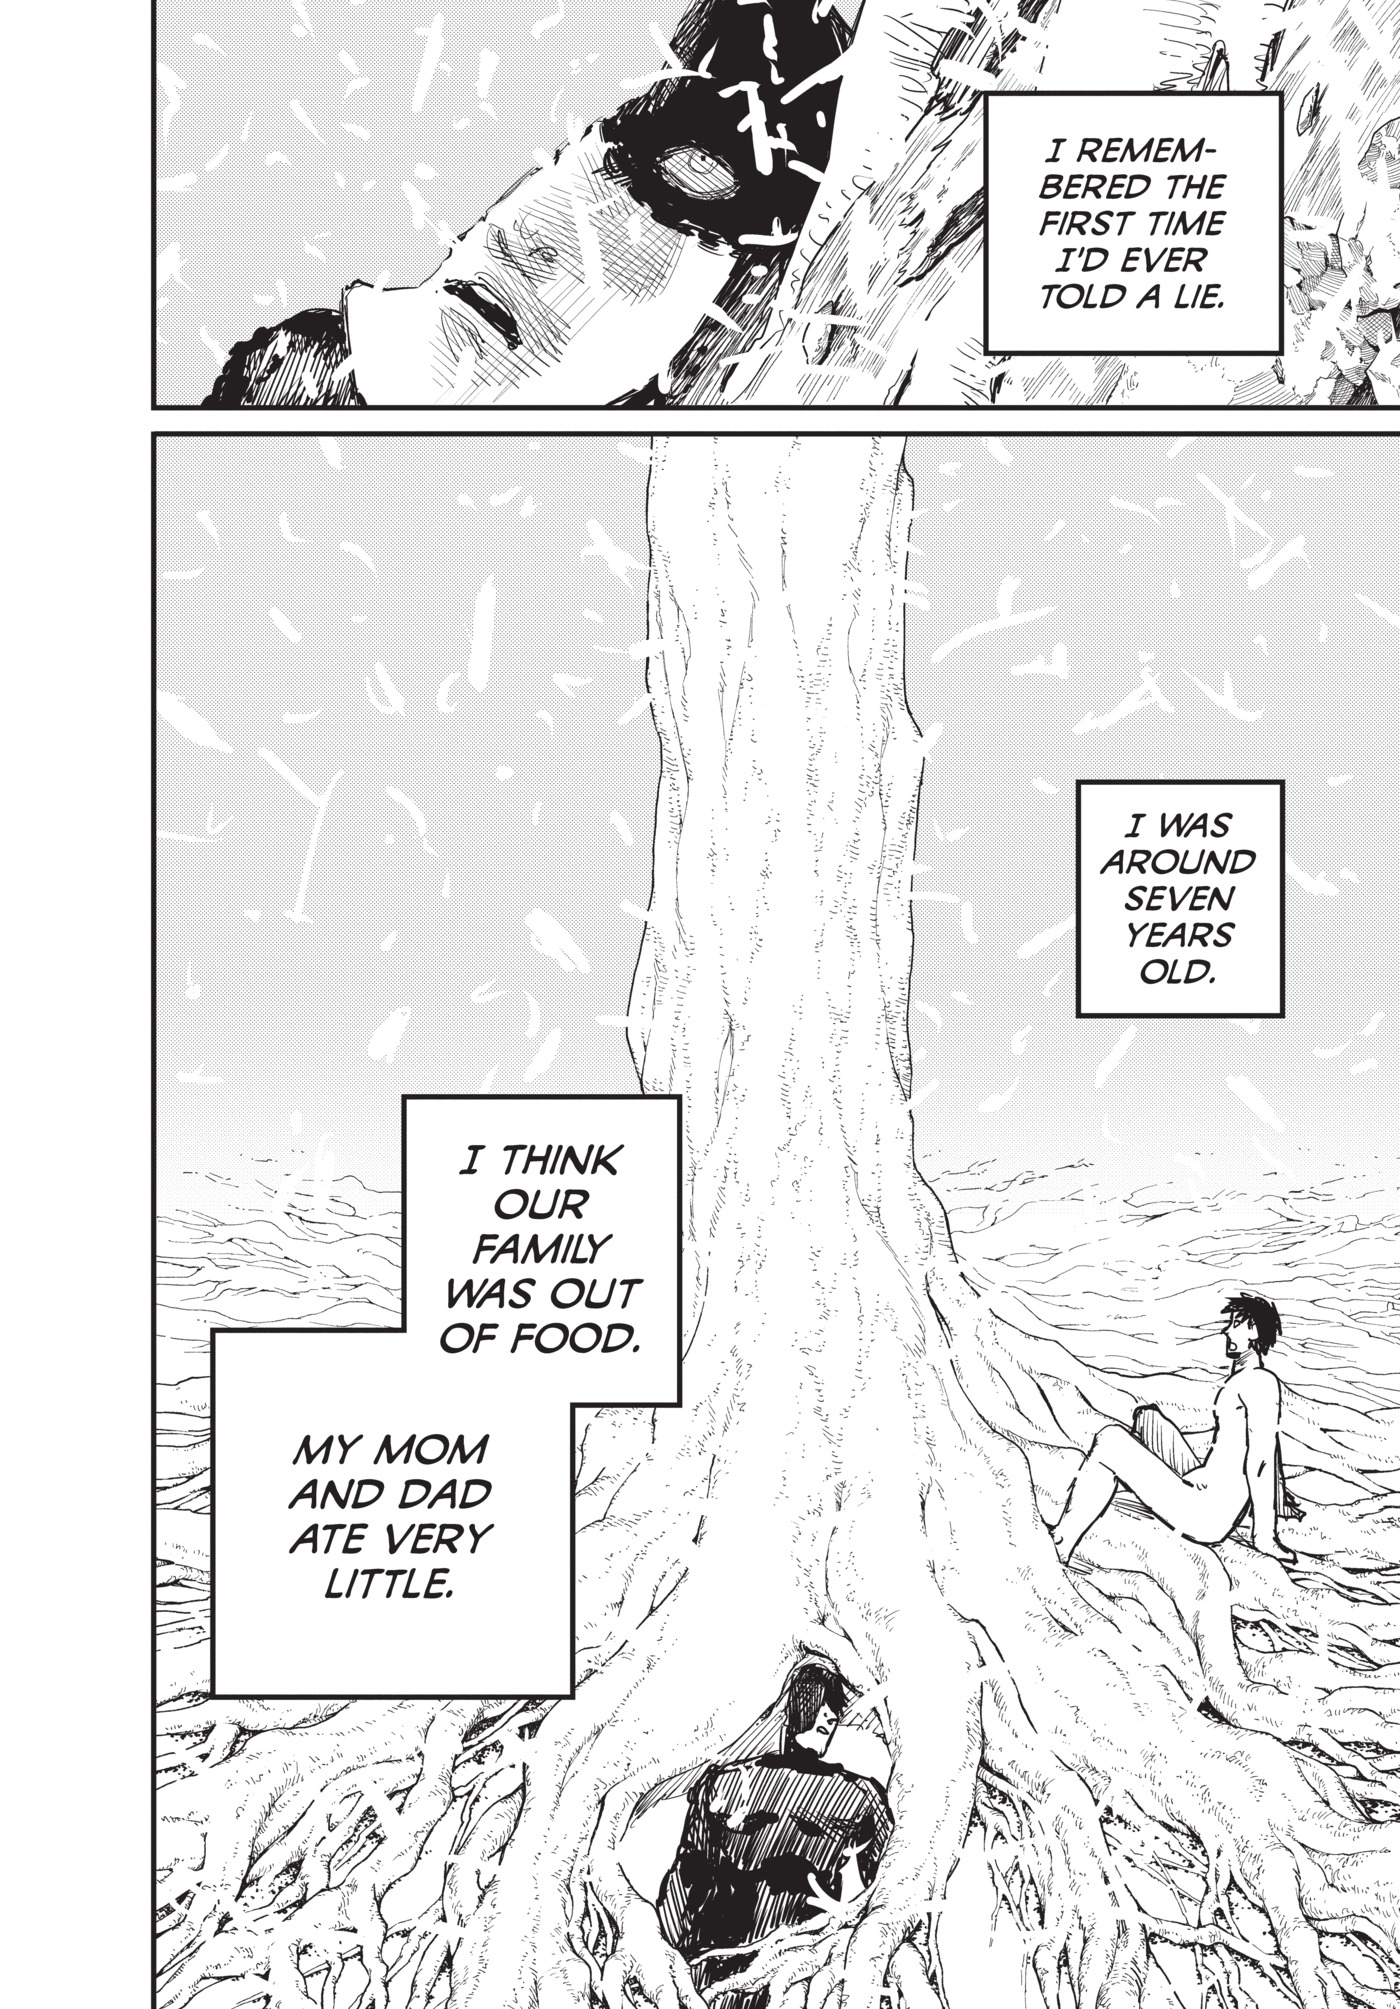 I REMEM-
BERED THE
FIRST TIME
I'D EVER
TOLD A LIE.
I WAS
AROUND
SEVEN
YEARS
OLD.
I THINK
OUR
FAMILY
WAS OUT
OF FOOD.
MY MOM
AND DAD
ATE VERY
LITTLE.